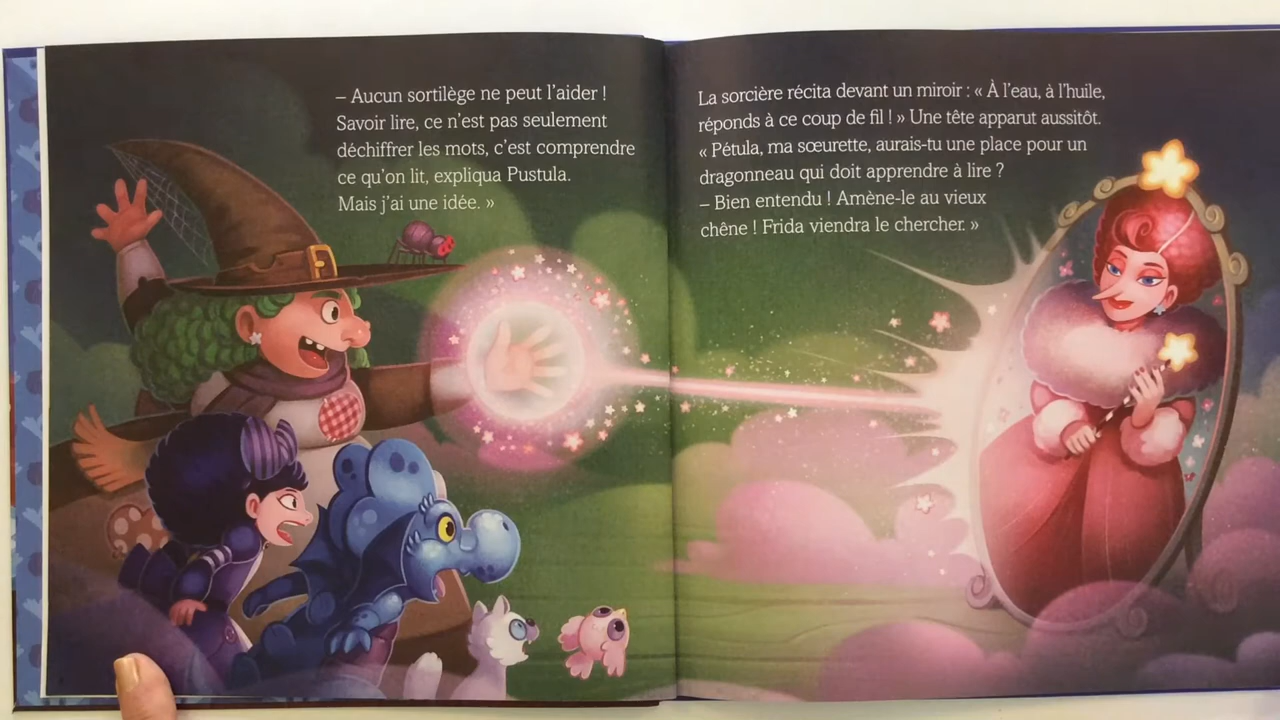 – Aucun sortilège ne peut l'aider !
Savoir lire, ce n'est pas seulement
déchiffrer les mots, c'est comprendre
ce qu'on lit, expliqua Pustula.
Mais j'ai une idée. »
La sorcière récita devant un miroir : « À l'eau, à l'huile,
réponds à ce coup de fil ! » Une tête apparut aussitôt.
« Pétula, ma sœurette, aurais-tu une place pour un
dragonneau qui doit apprendre à lire ?
– Bien entendu ! Amène-le au vieux
chêne ! Frida viendra le chercher. »